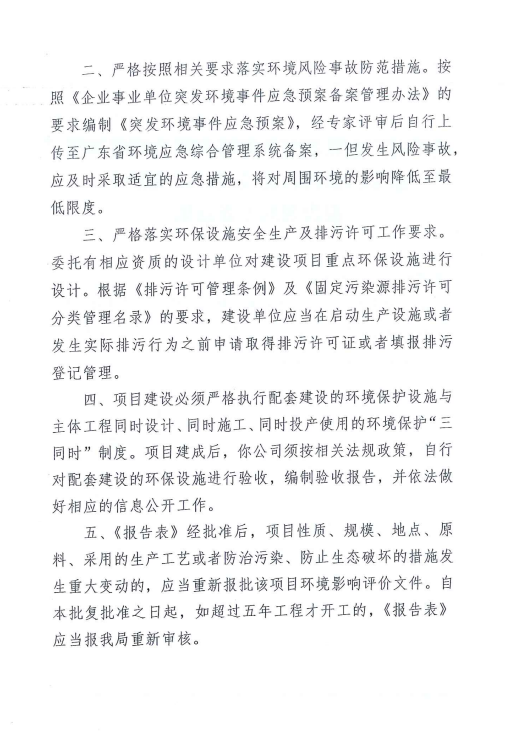 二、严格按照相关要求落实环境风险事故防范措施。按
照《企业事业单位突发环境事件应急预案备案管理办法》的
要求编制《突发环境事件应急预案》，经专家评审后自行上
传至广东省环境应急综合管理系统备案，一但发生风险事故，
应及时采取适宜的应急措施，将对周围环境的影响降低至最
低限度。
三、严格落实环保设施安全生产及排污许可工作要求。
委托有相应资质的设计单位对建设项目重点环保设施进行
设计。根据《排污许可管理条例》及《固定污染源排污许可
分类管理名录》的要求，建设单位应当在启动生产设施或者
发生实际排污行为之前申请取得排污许可证或者填报排污
登记管理。
四、项目建设必须严格执行配套建设的环境保护设施与
主体工程同时设计、同时施工、同时投产使用的环境保护“三
同时”制度。项目建成后，你公司须按相关法规政策，自行
对配套建设的环保设施进行验收，编制验收报告，并依法做
好相应的信息公开工作。
五、《报告表》经批准后，项目性质、规模、地点、原
料、采用的生产工艺或者防治污染、防止生态破坏的措施发
生重大变动的，应当重新报批该项目环境影响评价文件。自
本批复批准之日起，如超过五年工程才开工的，《报告表》
应当报我局重新审核。